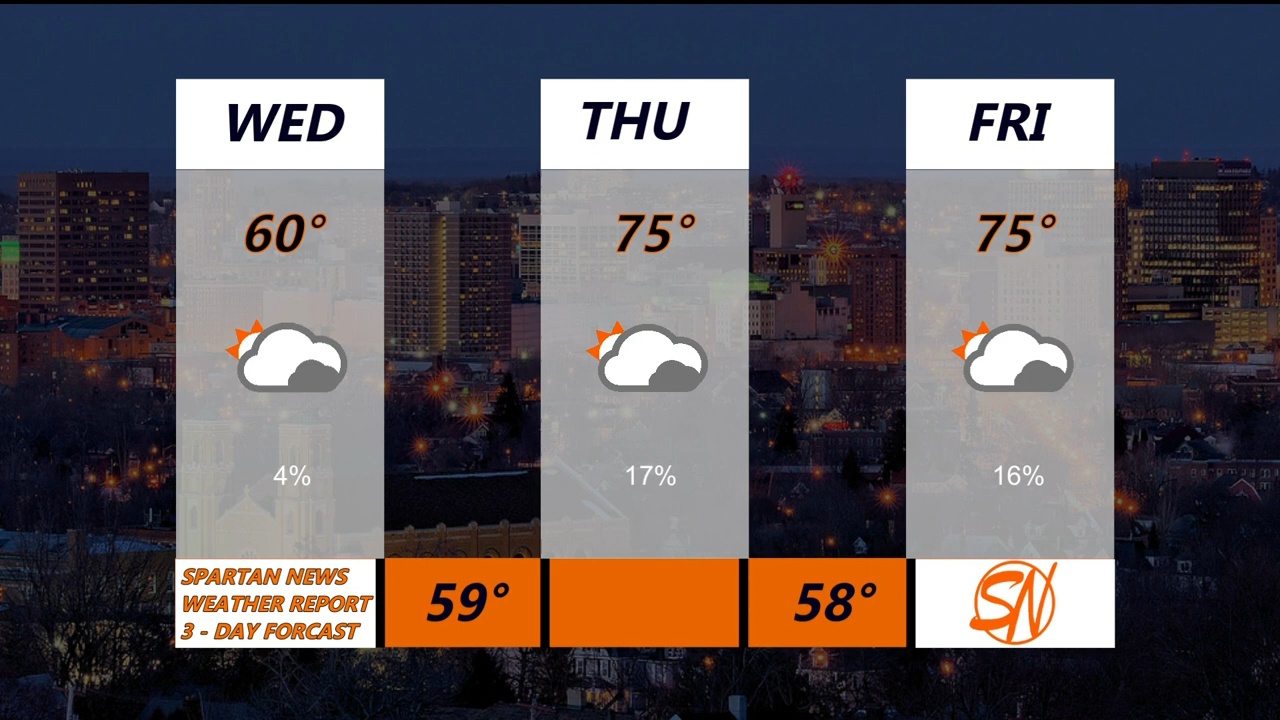 WED
THU
FRI
60°
75°
75°
4%
17%
16%
SPARTAN NEWS
WEATHER REPORT
3 - DAY FORCAST
59°
58°
SN